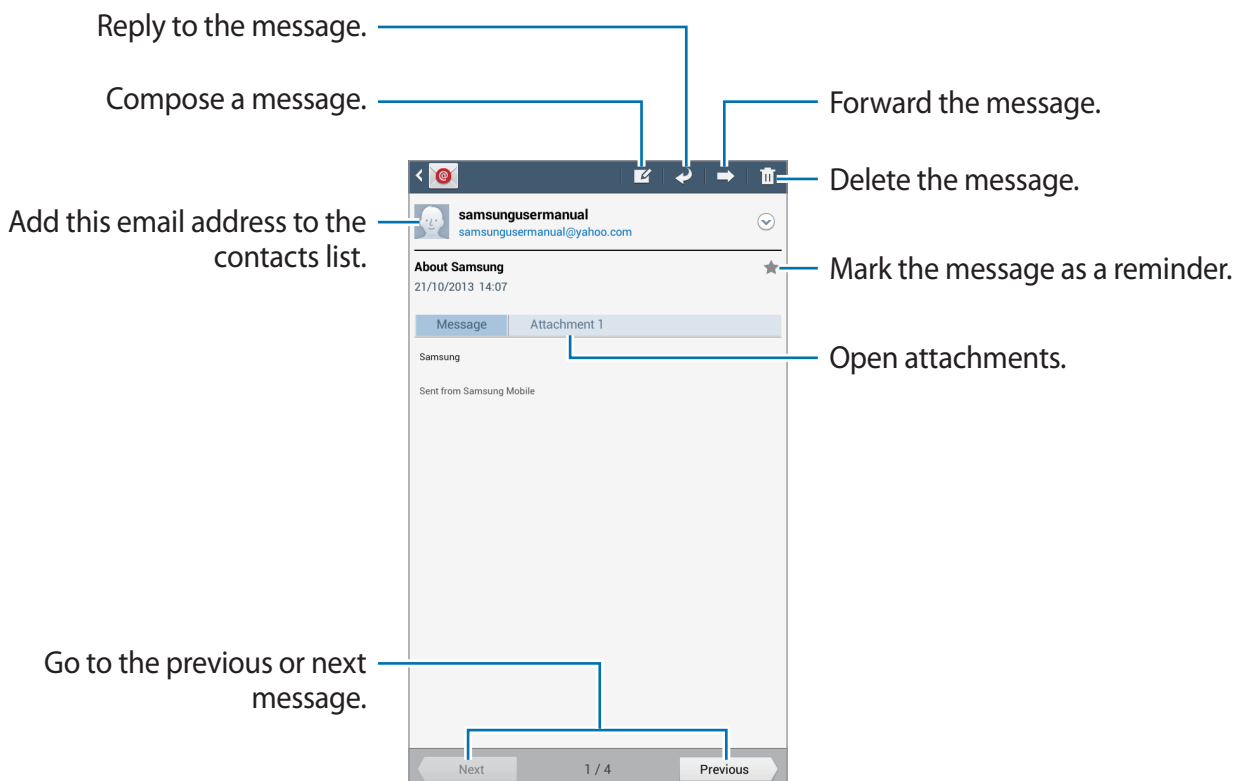 Reply to the message.
Compose a message.
Forward the message.
Delete the message.
Add this email address to the
contacts list.
samsungusermanual
samsungusermanual@yahoo.com
About Samsung
21/10/2013 14:07
Mark the message as a reminder.
Message
Attachment 1
Open attachments.
Samsung
Sent from Samsung Mobile
Go to the previous or next
message.
Next
1 / 4
Previous